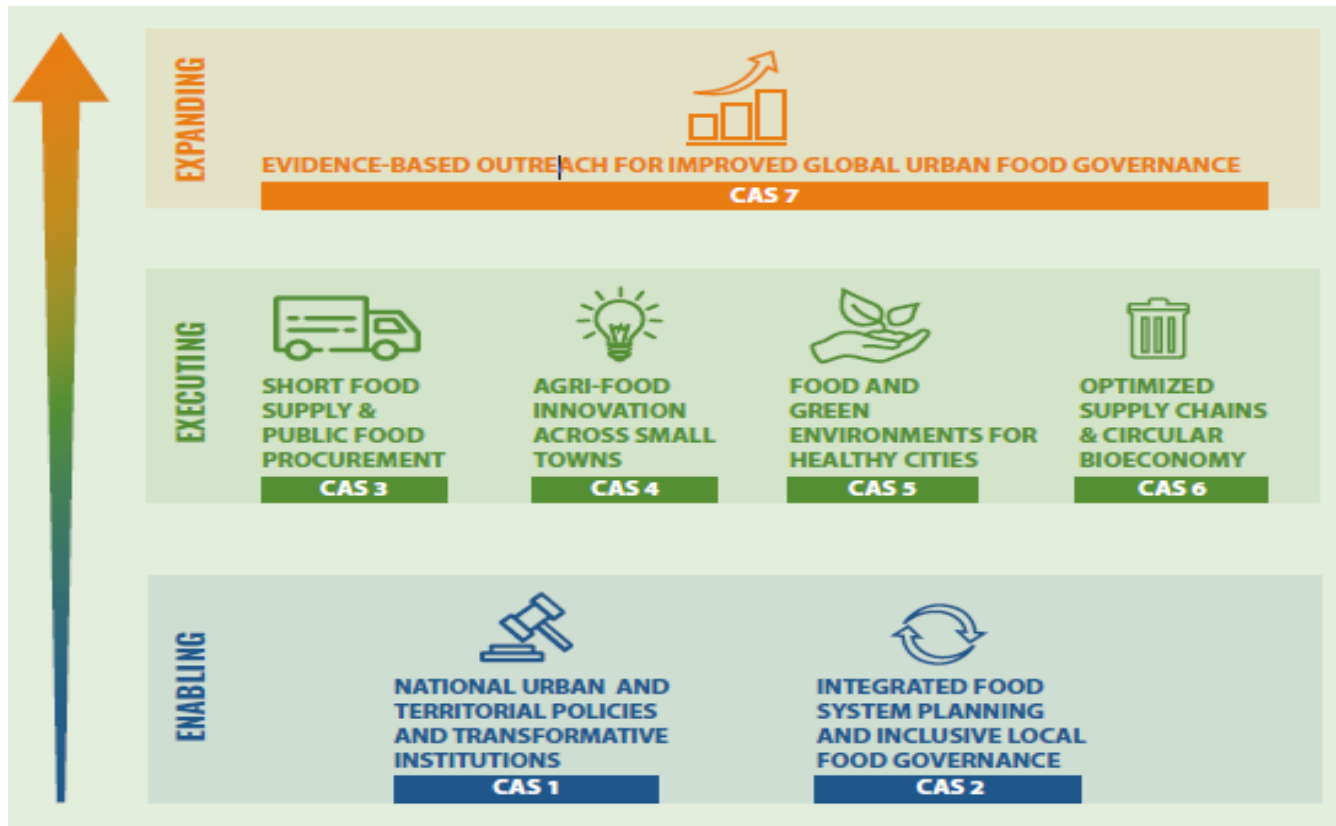 EXPANDING
EVIDENCE-BASED OUTREACH FOR IMPROVED GLOBAL URBAN FOOD GOVERNANCE
CAS 7
EXECUTING
SHORT FOOD
SUPPLY &
PUBLIC FOOD
PROCUREMENT
CAS 3
AGRI-FOOD
INNOVATION
ACROSS SMALL
TOWNS
CAS 4
FOOD AND
GREEN
ENVIRONMENTS FOR
HEALTHY CITIES
CAS 5
OPTIMIZED
SUPPLY CHAINS
& CIRCULAR
BIOECONOMY
CAS 6
ENABLING
NATIONAL URBAN AND
TERRITORIAL POLICIES
AND TRANSFORMATIVE
INSTITUTIONS
CAS 1
INTEGRATED FOOD
SYSTEM PLANNING
AND INCLUSIVE LOCAL
FOOD GOVERNANCE
CAS 2